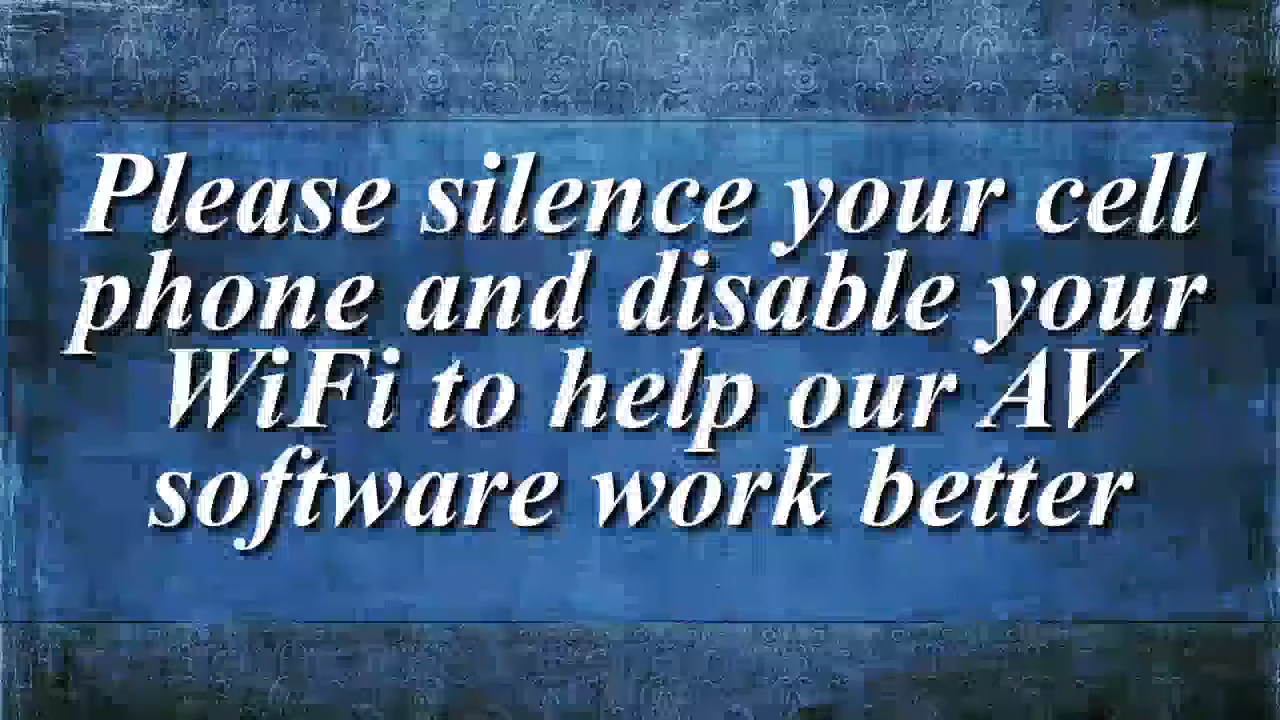 Please silence your cell
phone and disable your
WiFi to help our AV
software work better